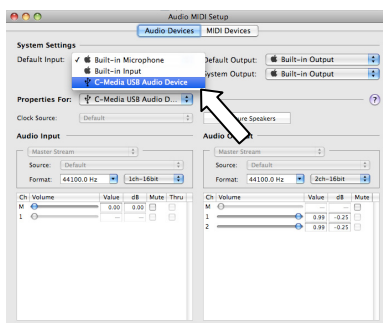 Audio MIDI Setup
Audio Devices MIDI Devices
System Settings
Default Input: ✓ Built-in Microphone
Built-in Input
C-Media USB Audio Device
Default Output: Built-in Output
System Output: Built-in Output
Properties For: C-Media USB Audio D... ?
Clock Source: Default
ure Speakers
Audio Input
Master Stream
Source: Default
Format: 44100.0 Hz 1ch-16bit
Ch Volume Value dB Mute Thru
M 0.00 0.00
1 — —
Audio Output
Master Stream
Source: Default
Format: 44100.0 Hz 2ch-16bit
Ch Volume Value dB Mute
M — —
1 0.99 -0.25
2 0.99 -0.25